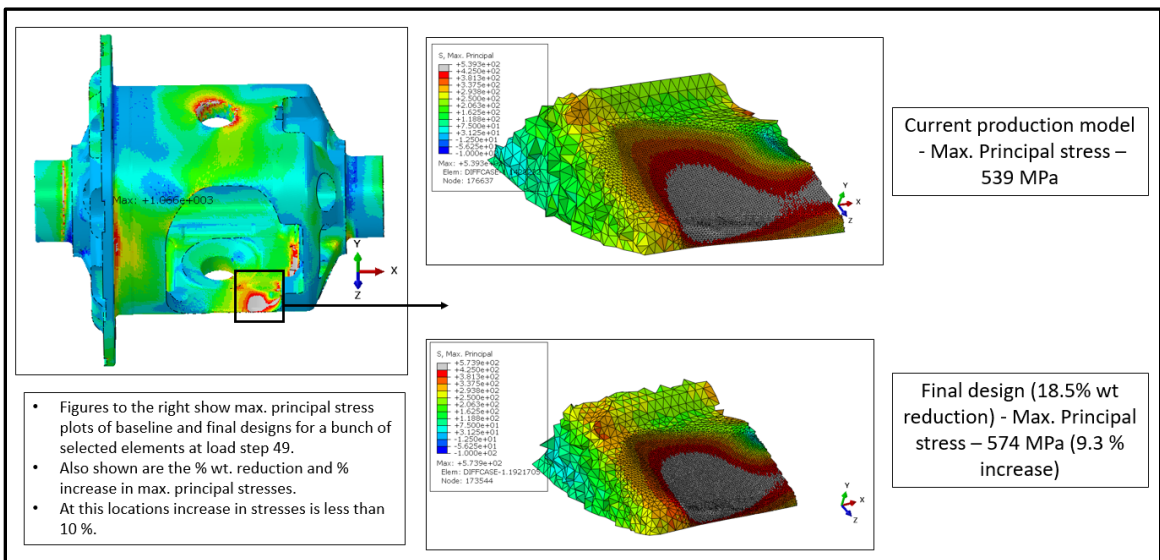 Max: +1.066e+003
Y
X
Z
• Figures to the right show max. principal stress
plots of baseline and final designs for a bunch of
selected elements at load step 49.
• Also shown are the % wt. reduction and %
increase in max. principal stresses.
• At this locations increase in stresses is less than
10 %.
S, Max. Principal
+5.393e+02
+4.250e+02
+3.813e+02
+3.375e+02
+2.938e+02
+2.500e+02
+2.063e+02
+1.625e+02
+1.188e+02
+7.500e+01
+3.125e+01
-1.250e+01
-5.625e+01
-1.000e+02
Max: +5.393e+
Elem: DIFFCASE-1.
Node: 176637
Y
X
Z
Current production model
- Max. Principal stress –
539 MPa
S, Max. Principal
+5.739e+02
+4.250e+02
+3.813e+02
+3.375e+02
+2.938e+02
+2.500e+02
+2.063e+02
+1.625e+02
+1.188e+02
+7.500e+01
+3.125e+01
-1.250e+01
-5.625e+01
-1.000e+02
Max: +5.739e+02
Elem: DIFFCASE-1.1921705
Node: 173544
Y
X
Z
Final design (18.5% wt
reduction) - Max. Principal
stress – 574 MPa (9.3 %
increase)